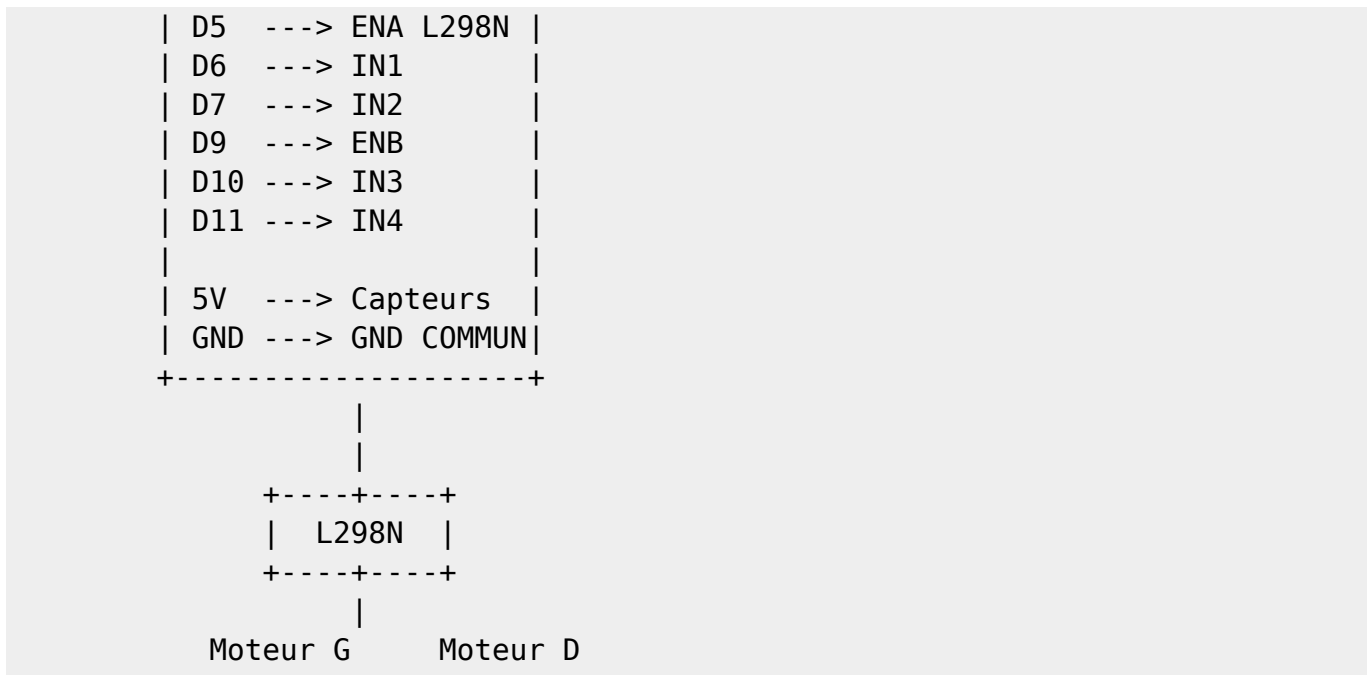 | D5  ---> ENA L298N |
| D6  ---> IN1       |
| D7  ---> IN2       |
| D9  ---> ENB       |
| D10 ---> IN3       |
| D11 ---> IN4       |
|                    |
| 5V  ---> Capteurs  |
| GND ---> GND COMMUN|
+--------------------+
|
|
+----+----+
|  L298N  |
+----+----+
|
Moteur G     Moteur D